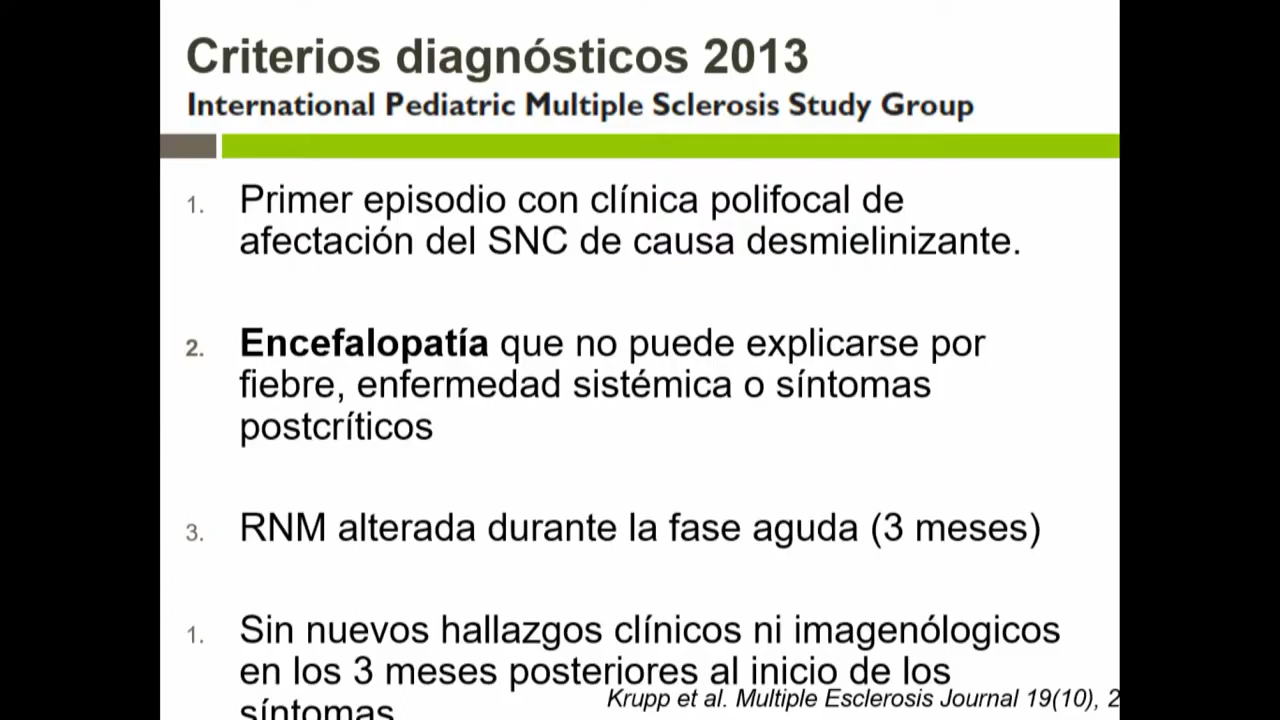 Criterios diagnósticos 2013
International Pediatric Multiple Sclerosis Study Group
1. Primer episodio con clínica polifocal de
afectación del SNC de causa desmielinizante.
2. Encefalopatía que no puede explicarse por
fiebre, enfermedad sistémica o síntomas
postcríticos
3. RNM alterada durante la fase aguda (3 meses)
1. Sin nuevos hallazgos clínicos ni imagenólogicos
en los 3 meses posteriores al inicio de los
síntomas
Krupp et al. Multiple Esclerosis Journal 19(10), 2